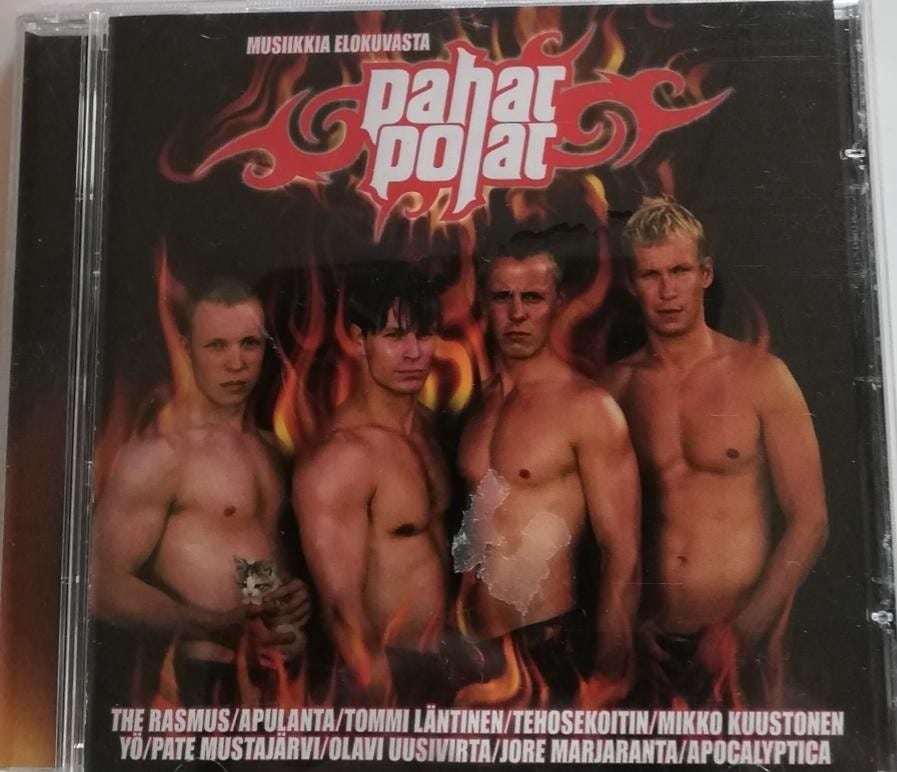 MUSIIKKIA ELOKUVASTA
pahat
pojat
THE RASMUS/APULANTA/TOMMI LÄNTINEN/TEHOSEKOITIN/MIKKO KUUSTONEN
YÖ/PATE MUSTAJÄRVI/OLAVI UUSIVIRTA/JORE MARJARANTA/APOCALYPTICA